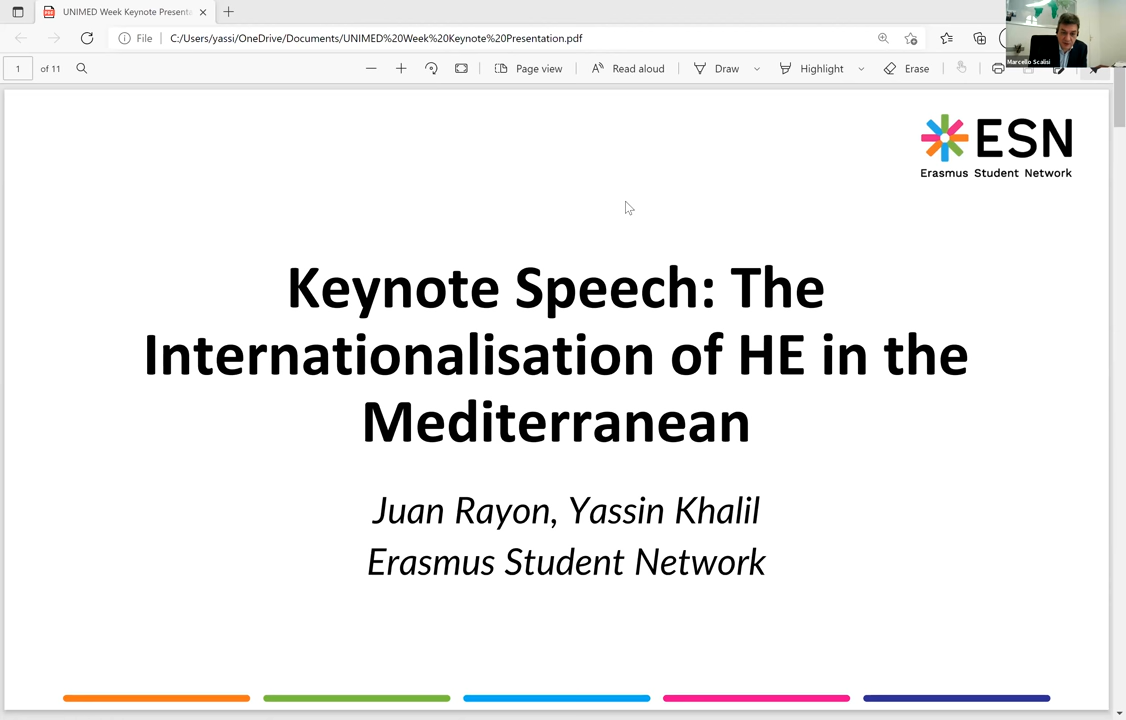 UNIMED Week Keynote Presenta
File
C:/Users/yassi/OneDrive/Documents/UNIMED%20Week%20Keynote%20Presentation.pdf
1 of 11
Page view
Read aloud
Draw
Highlight
Erase
Marcello Scalisi
ESN
Erasmus Student Network
Keynote Speech: The
Internationalisation of HE in the
Mediterranean
Juan Rayon, Yassin Khalil
Erasmus Student Network